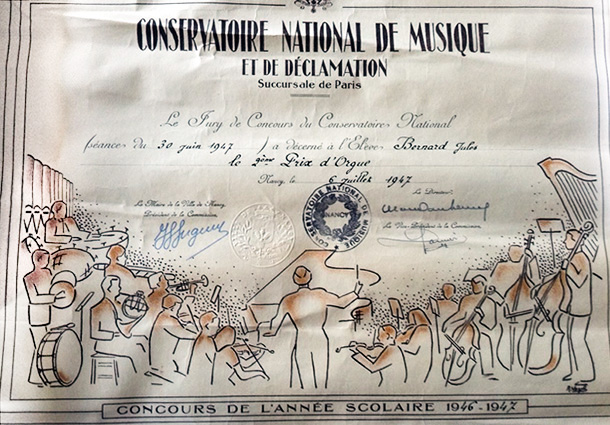 CONSERVATOIRE NATIONAL DE MUSIQUE
ET DE DÉCLAMATION
Succursale de Paris
Le Jury de Concours du Conservatoire National
(séance du 30 juin 1947) a décerné à l'Elève Bernard Jules
le 2ème Prix d'Orgue
Nancy, le 6 juillet 1947
Le Maire de la Ville de Nancy,
Président de la Commission,
Le Directeur,
Le Vice-Président de la Commission,
CONSERVATOIRE NATIONAL DE MUSIQUE
NANCY
CONCOURS DE L'ANNÉE SCOLAIRE 1946-1947